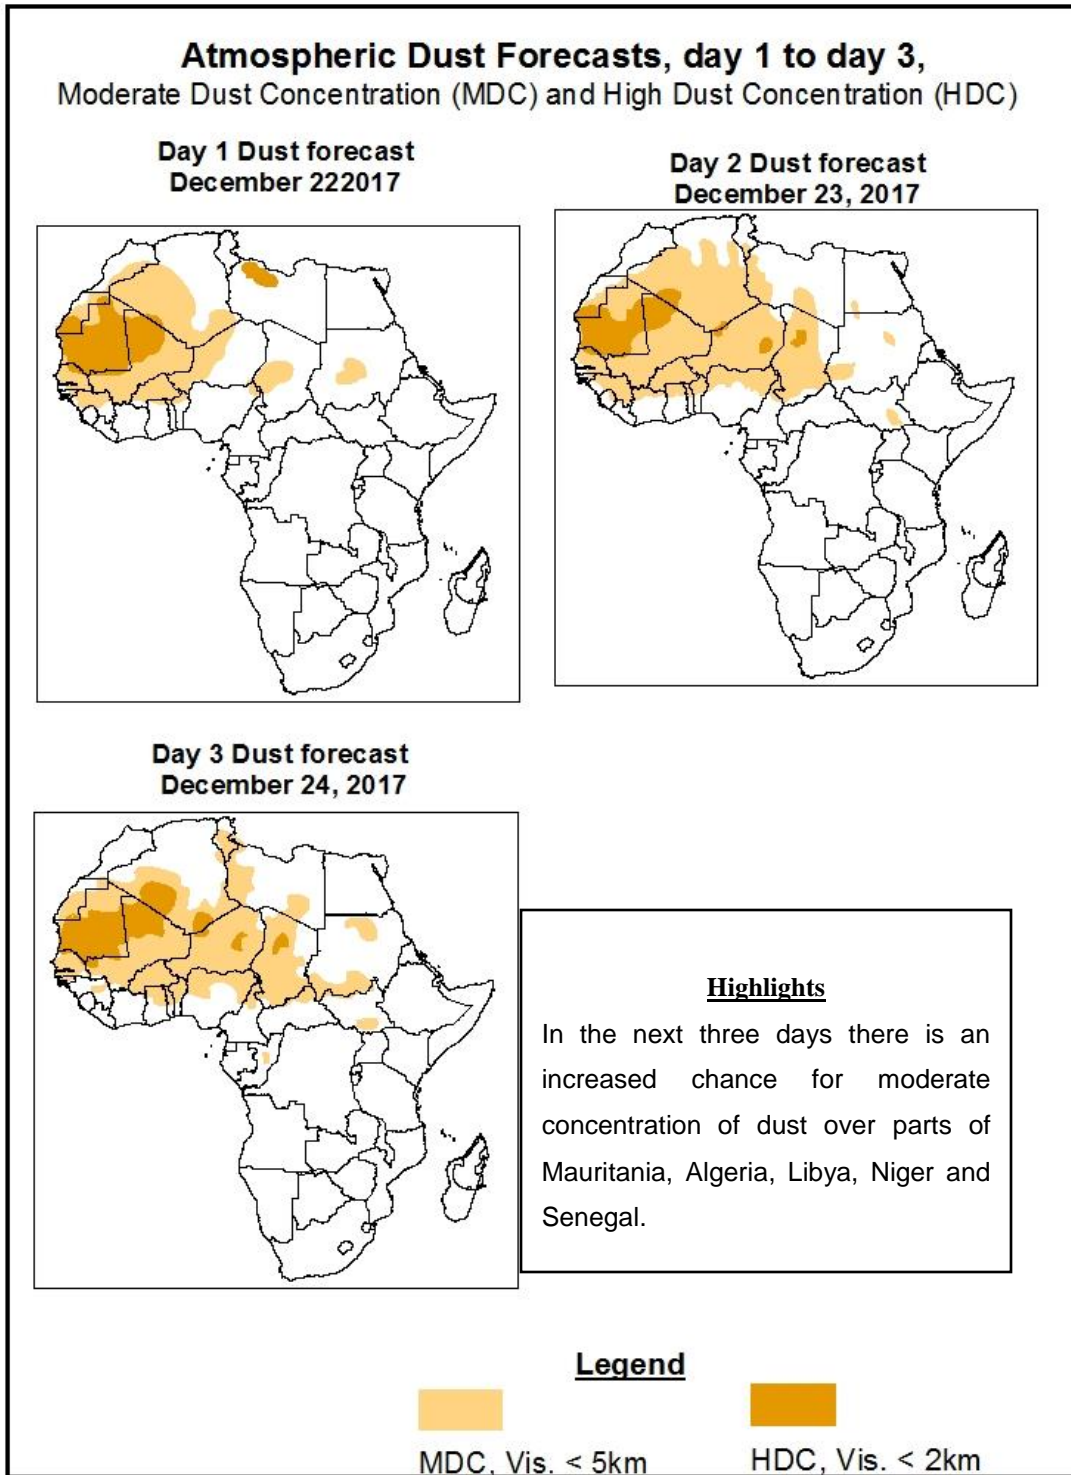 Atmospheric Dust Forecasts, day 1 to day 3,
Moderate Dust Concentration (MDC) and High Dust Concentration (HDC)
Day 1 Dust forecast
December 222017
Day 2 Dust forecast
December 23, 2017
Day 3 Dust forecast
December 24, 2017
Highlights
In the next three days there is an
increased chance for moderate
concentration of dust over parts of
Mauritania, Algeria, Libya, Niger and
Senegal.
Legend
MDC, Vis. < 5km
HDC, Vis. < 2km